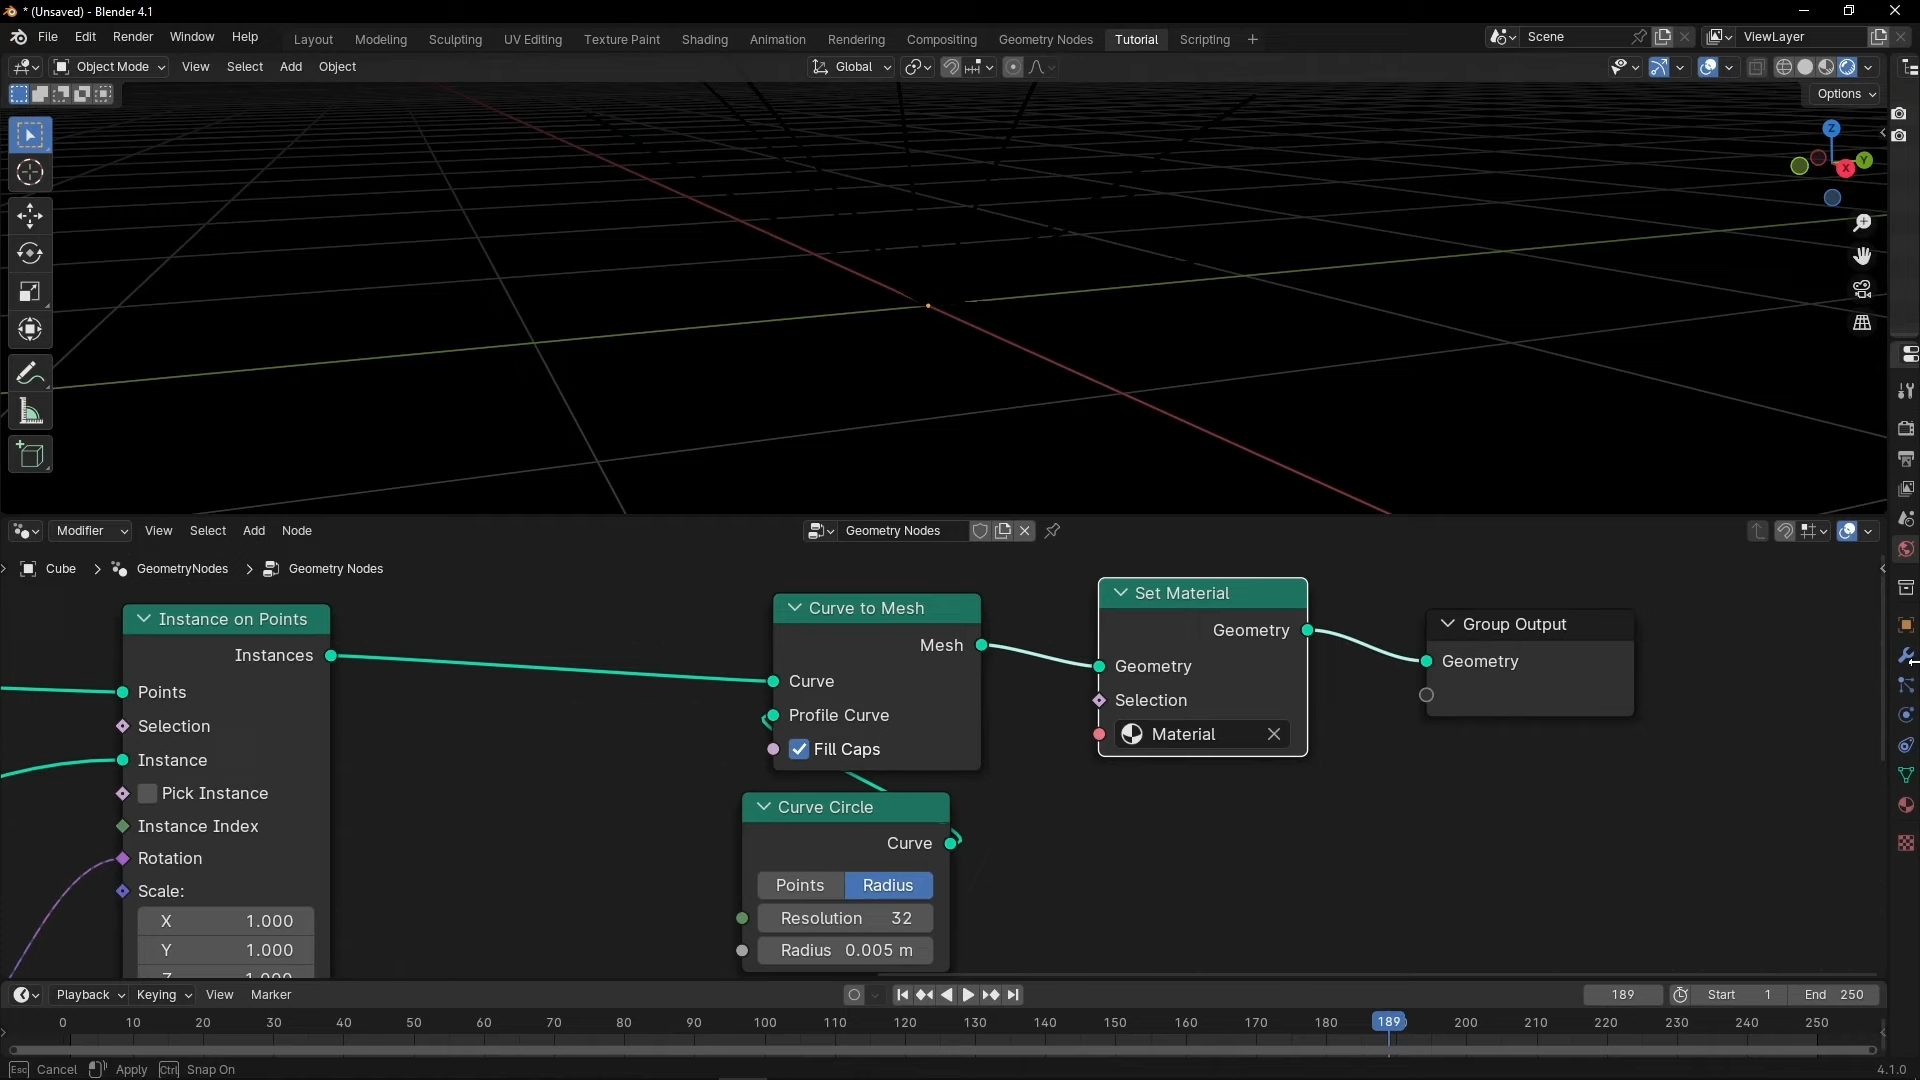 * (Unsaved) - Blender 4.1
File Edit Render Window Help
Layout Modeling Sculpting UV Editing Texture Paint Shading Animation Rendering Compositing Geometry Nodes Tutorial Scripting +
Scene
ViewLayer
Object Mode View Select Add Object
Global
Options
Z
Y
X
Modifier View Select Add Node
Geometry Nodes
Cube > GeometryNodes > Geometry Nodes
Instance on Points
Instances
Points
Selection
Instance
Pick Instance
Instance Index
Rotation
Scale:
X 1.000
Y 1.000
Z 1.000
Curve to Mesh
Mesh
Curve
Profile Curve
Fill Caps
Curve Circle
Curve
Points Radius
Resolution 32
Radius 0.005 m
Set Material
Geometry
Geometry
Selection
Material
Group Output
Geometry
Playback Keying View Marker
189
Start 1
End 250
0 10 20 30 40 50 60 70 80 90 100 110 120 130 140 150 160 170 180 189 200 210 220 230 240 250
Esc Cancel Apply Ctrl Snap On
4.1.0